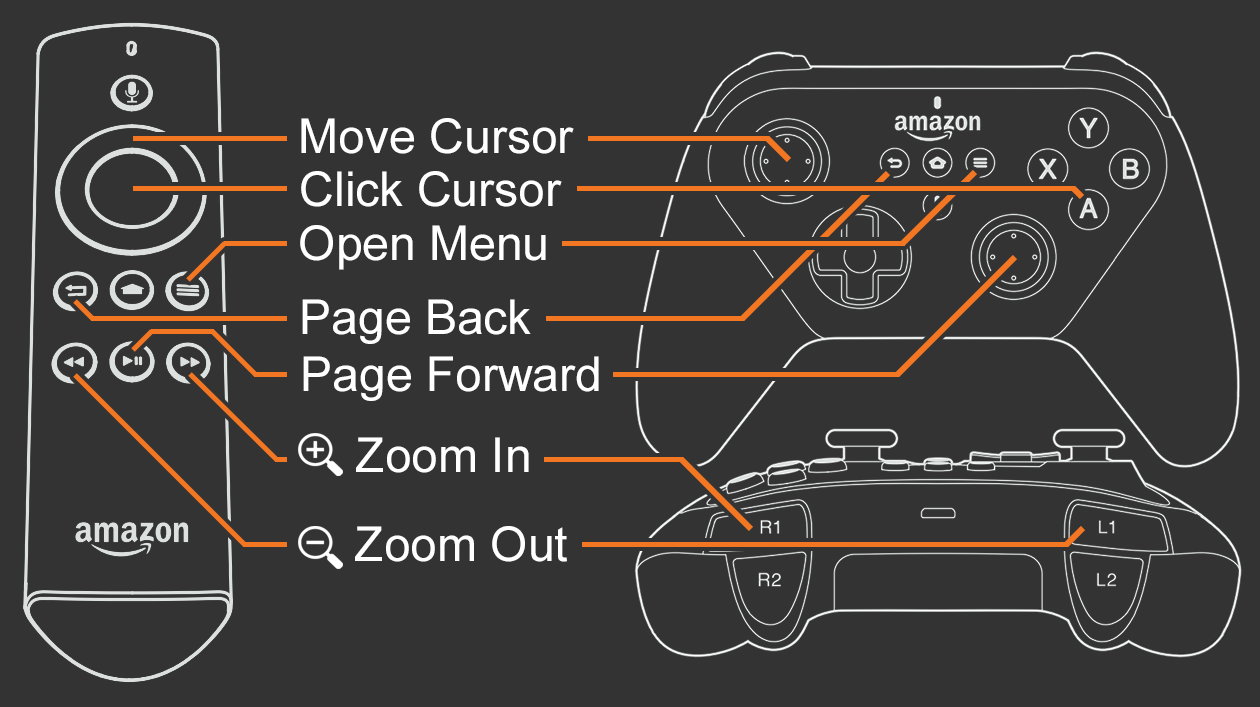 Move Cursor
Click Cursor
Open Menu
Page Back
Page Forward
Zoom In
Zoom Out
amazon
amazon
Y
X
B
A
R1
L1
R2
L2